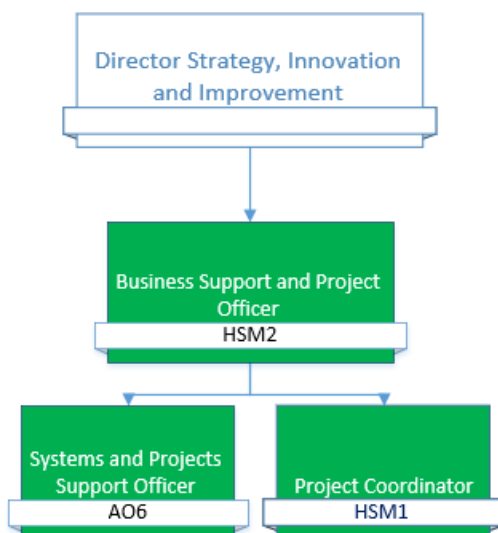 Director Strategy, Innovation
and Improvement
Business Support and Project
Officer
HSM2
Systems and Projects
Support Officer
AO6
Project Coordinator
HSM1